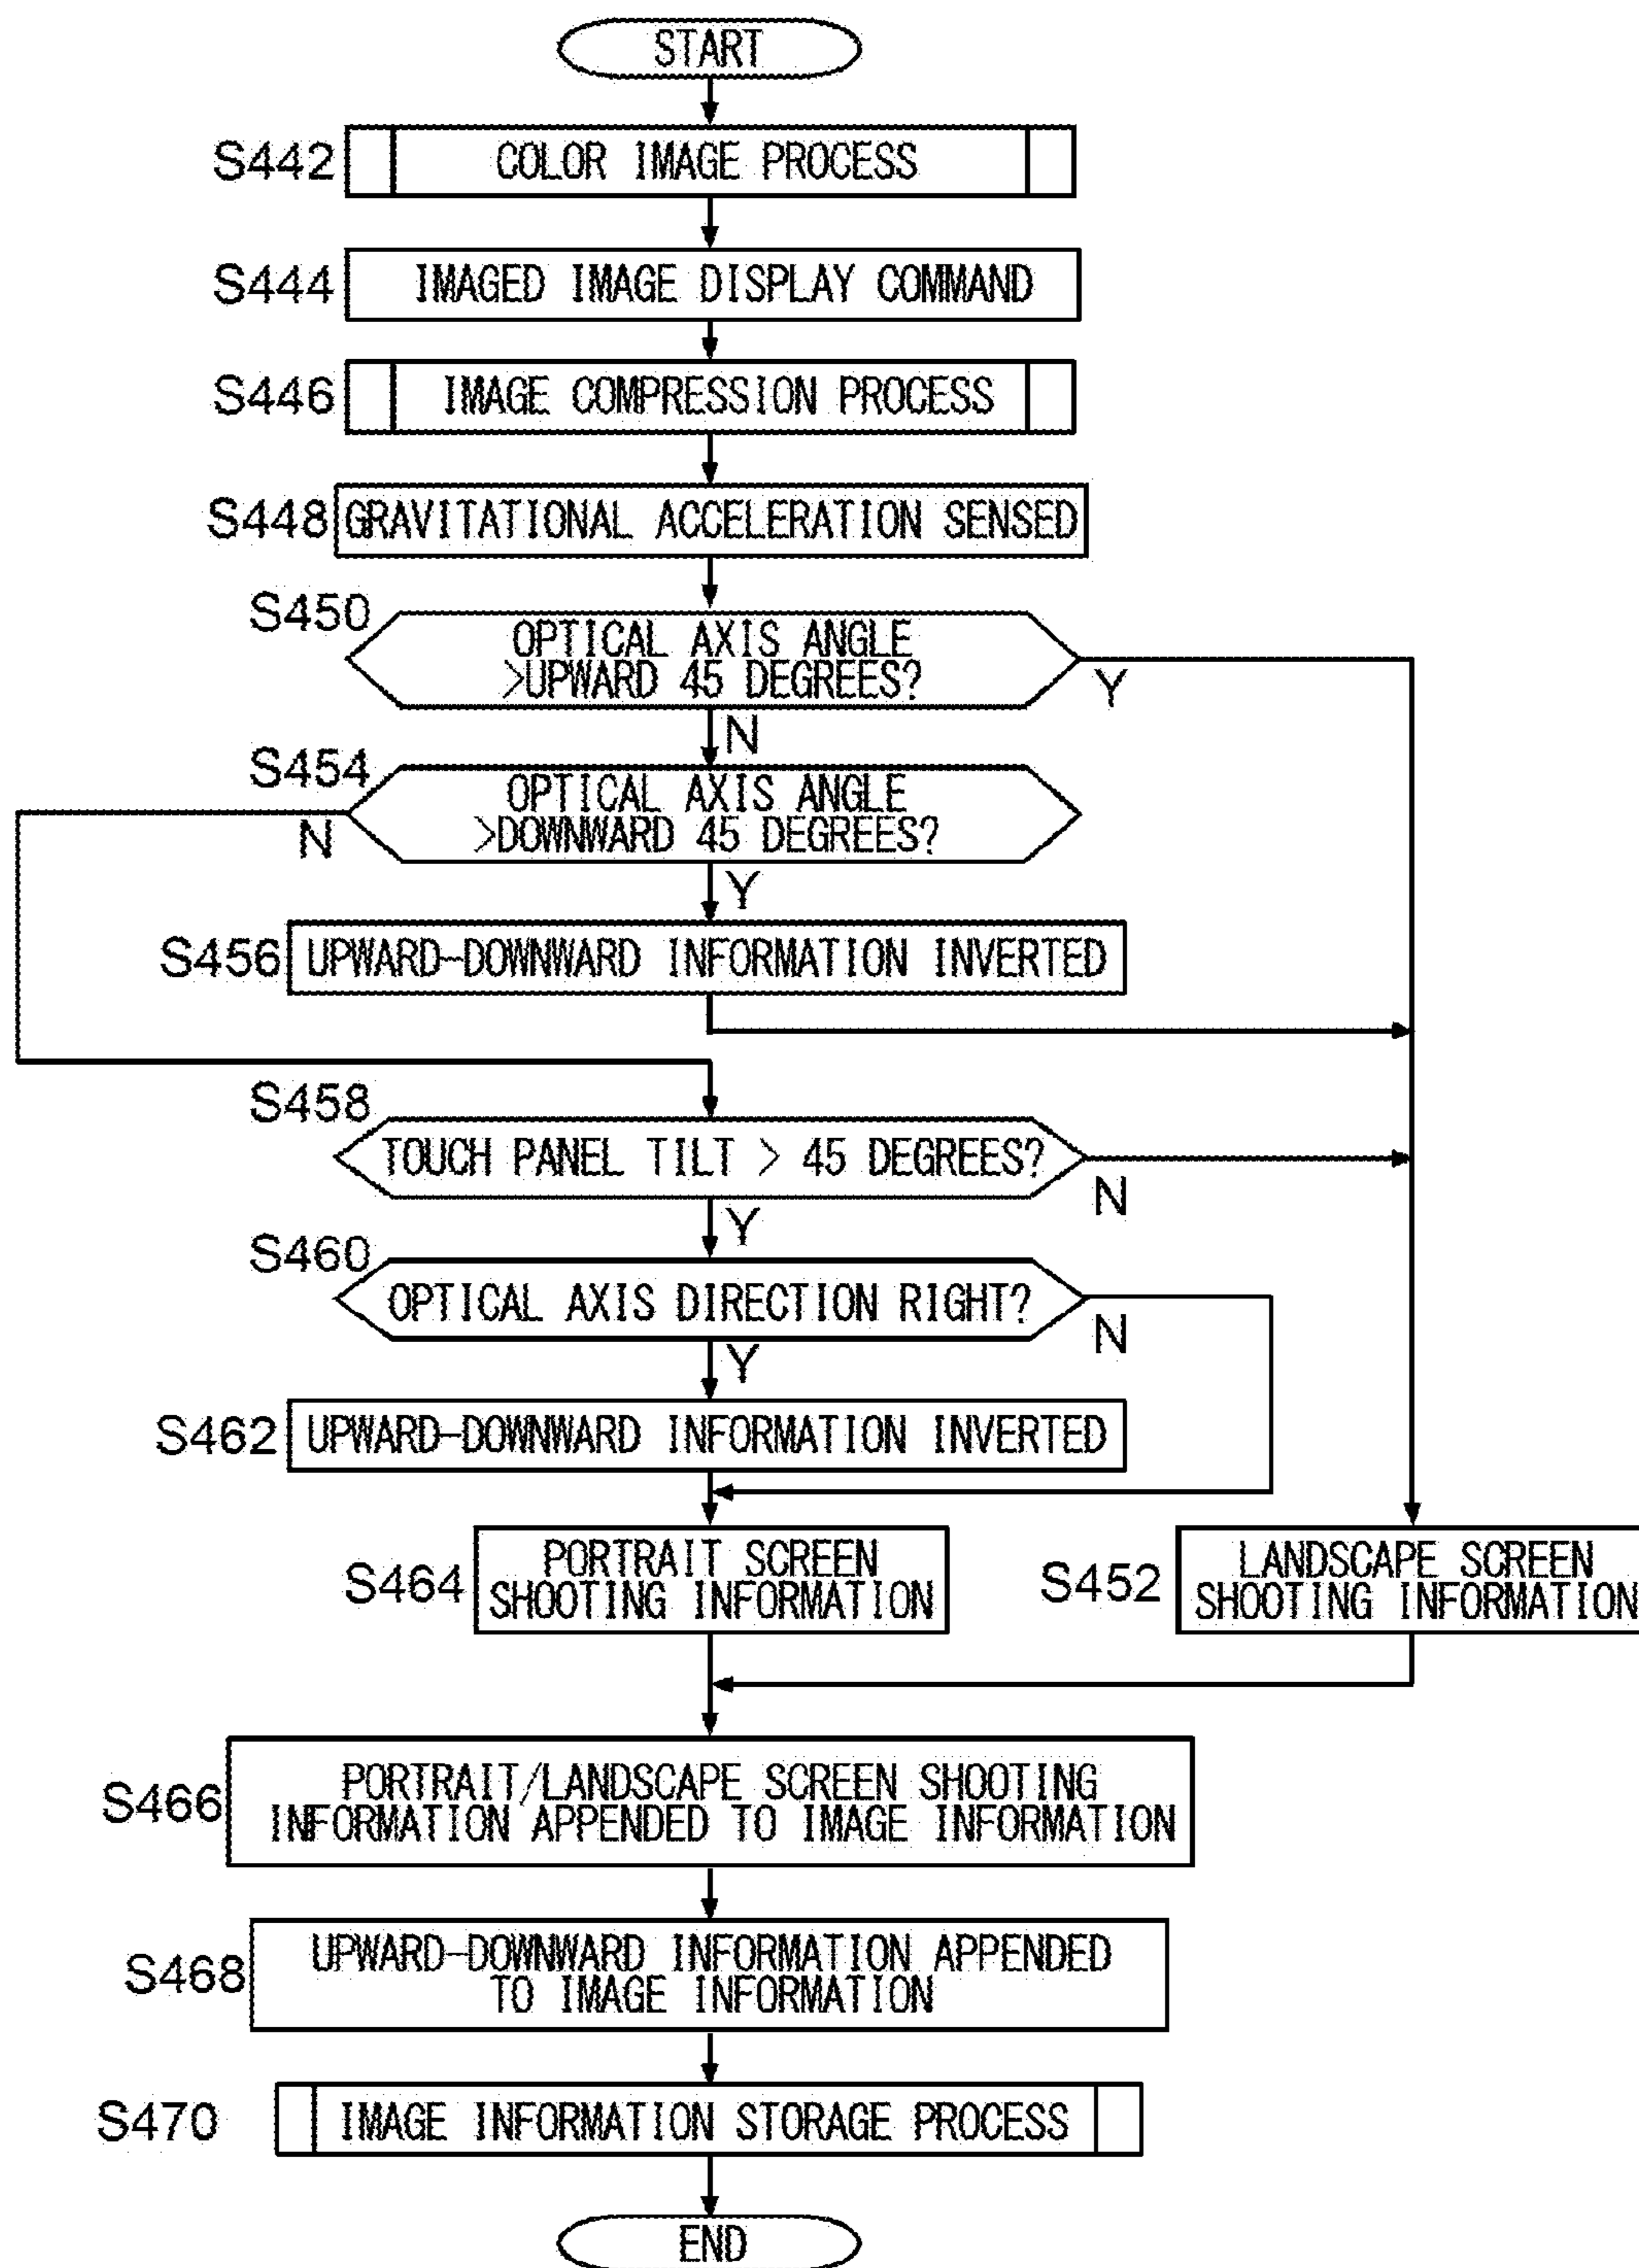 START
S442
COLOR IMAGE PROCESS
S444
IMAGED IMAGE DISPLAY COMMAND
S446
IMAGE COMPRESSION PROCESS
S448
GRAVITATIONAL ACCELERATION SENSED
S450
OPTICAL AXIS ANGLE
>UPWARD 45 DEGREES?
Y
N
S454
OPTICAL AXIS ANGLE
>DOWNWARD 45 DEGREES?
N
Y
S456
UPWARD-DOWNWARD INFORMATION INVERTED
S458
TOUCH PANEL TILT > 45 DEGREES?
N
Y
S460
OPTICAL AXIS DIRECTION RIGHT?
N
Y
S462
UPWARD-DOWNWARD INFORMATION INVERTED
S464
PORTRAIT SCREEN
SHOOTING INFORMATION
S452
LANDSCAPE SCREEN
SHOOTING INFORMATION
S466
PORTRAIT/LANDSCAPE SCREEN SHOOTING
INFORMATION APPENDED TO IMAGE INFORMATION
S468
UPWARD-DOWNWARD INFORMATION APPENDED
TO IMAGE INFORMATION
S470
IMAGE INFORMATION STORAGE PROCESS
END